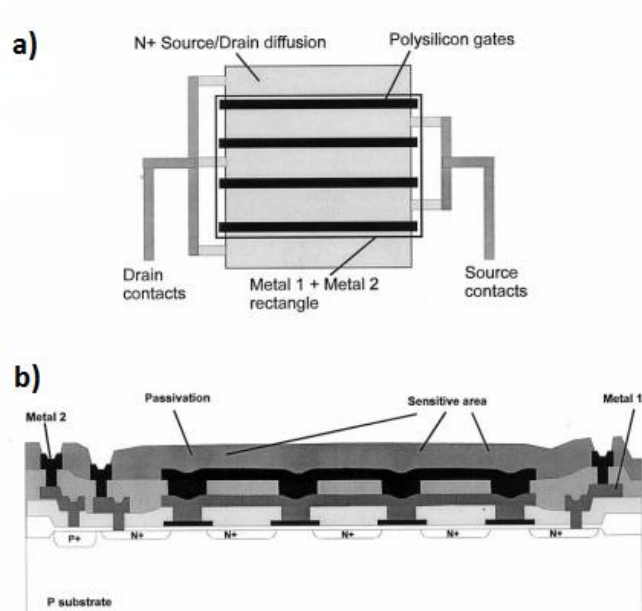 a)
N+ Source/Drain diffusion
Polysilicon gates
Drain
contacts
Metal 1 + Metal 2
rectangle
Source
contacts
b)
Metal 2
Passivation
Sensitive area
Metal 1
P+
N+
N+
N+
N+
N+
P substrate